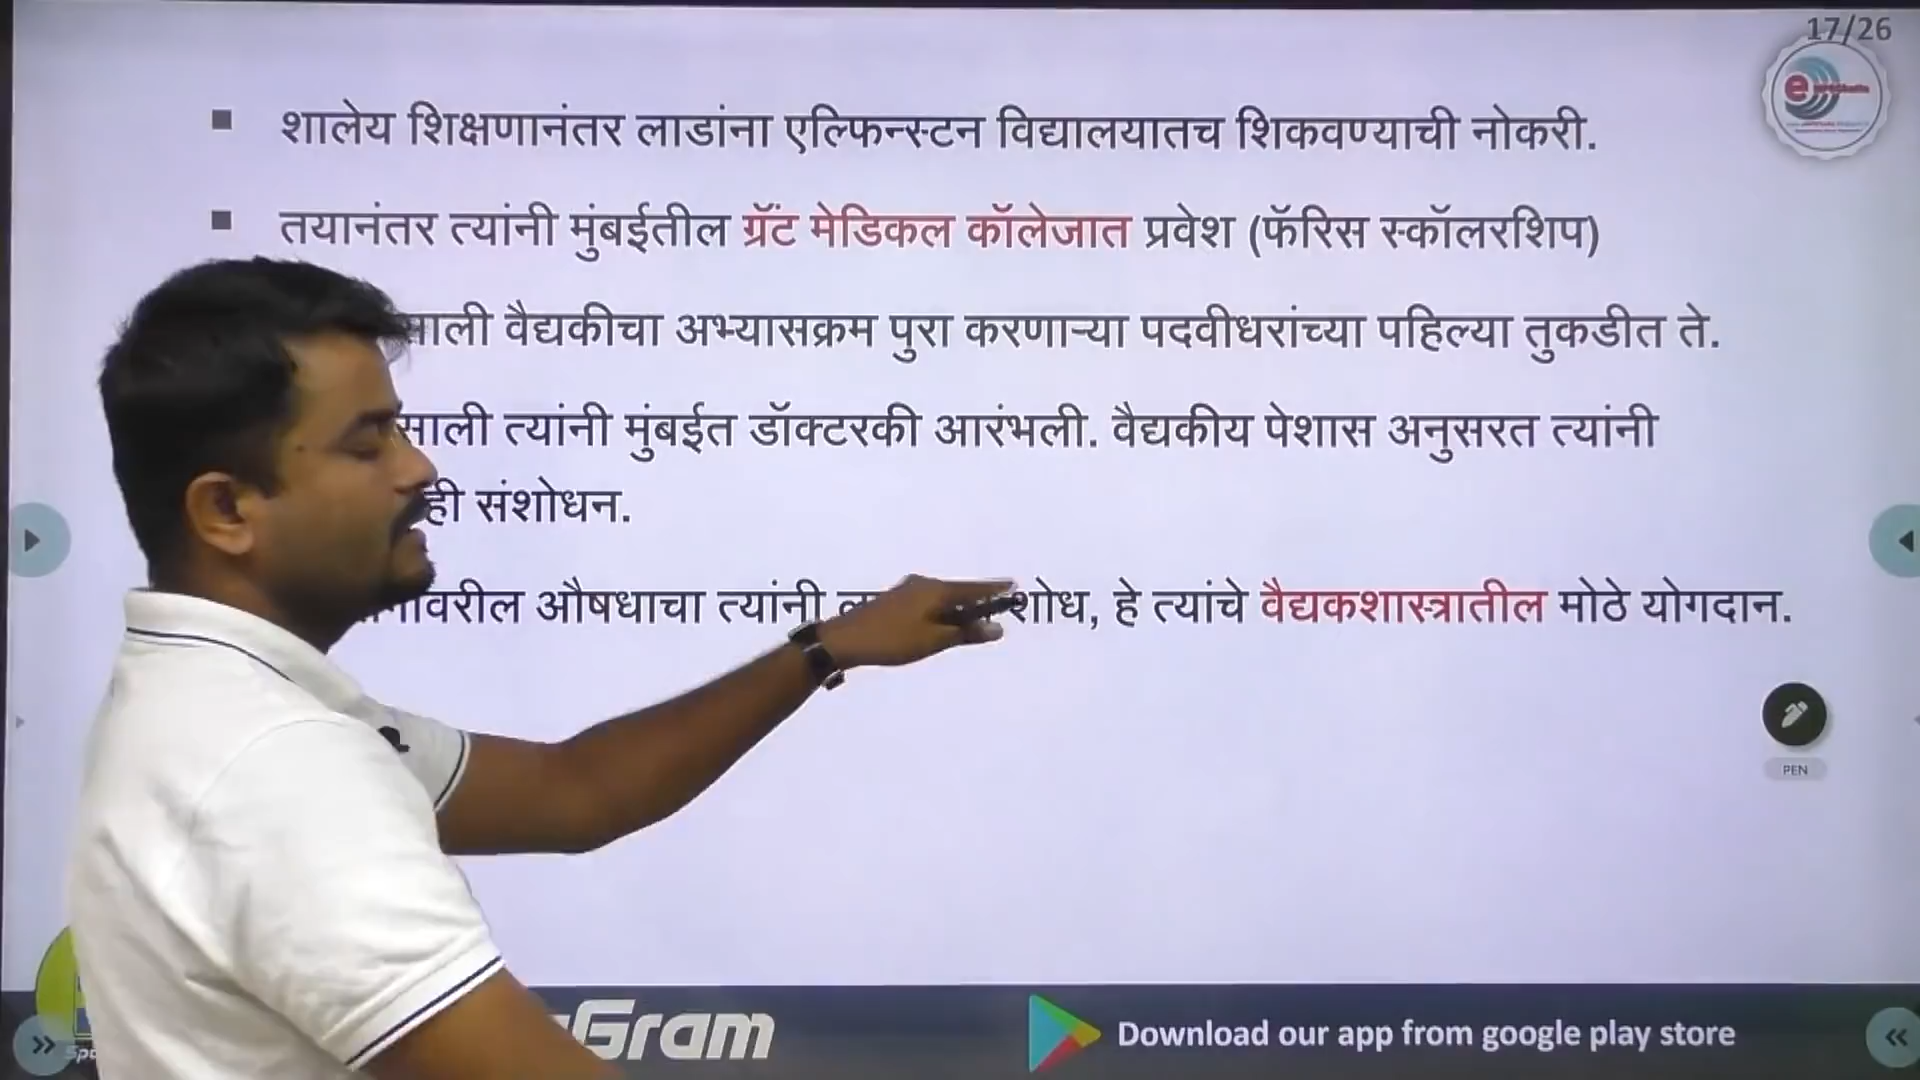 17/26
शालेय शिक्षणानंतर लाडांना एल्फिन्स्टन विद्यालयातच शिकवण्याची नोकरी.
तयानंतर त्यांनी मुंबईतील ग्रॅंट मेडिकल कॉलेजात प्रवेश (फॅरिस स्कॉलरशिप)
साली वैद्यकीचा अभ्यासक्रम पुरा करणाऱ्या पदवीधरांच्या पहिल्या तुकडीत ते.
साली त्यांनी मुंबईत डॉक्टरकी आरंभली. वैद्यकीय पेशास अनुसरत त्यांनी
ही संशोधन.
औषधाचा त्यांनी शोध, हे त्यांचे वैद्यकशास्त्रातील मोठे योगदान.
PEN
Gram
Download our app from google play store